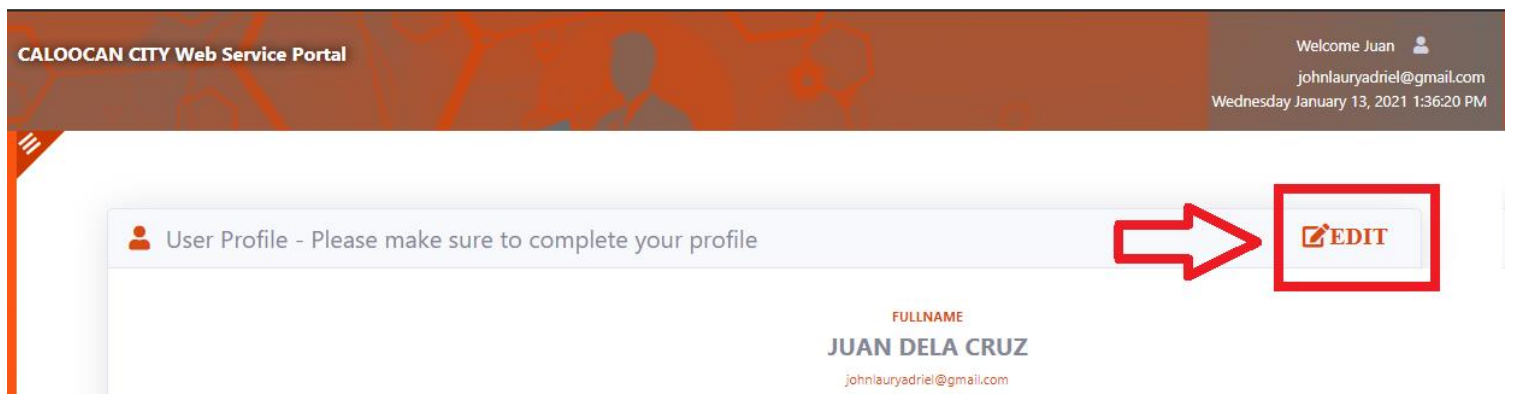 CALOOCAN CITY Web Service Portal
Welcome Juan
johnlauryadriel@gmail.com
Wednesday January 13, 2021 1:36:20 PM
User Profile - Please make sure to complete your profile
EDIT
FULLNAME
JUAN DELA CRUZ
johnlauryadriel@gmail.com